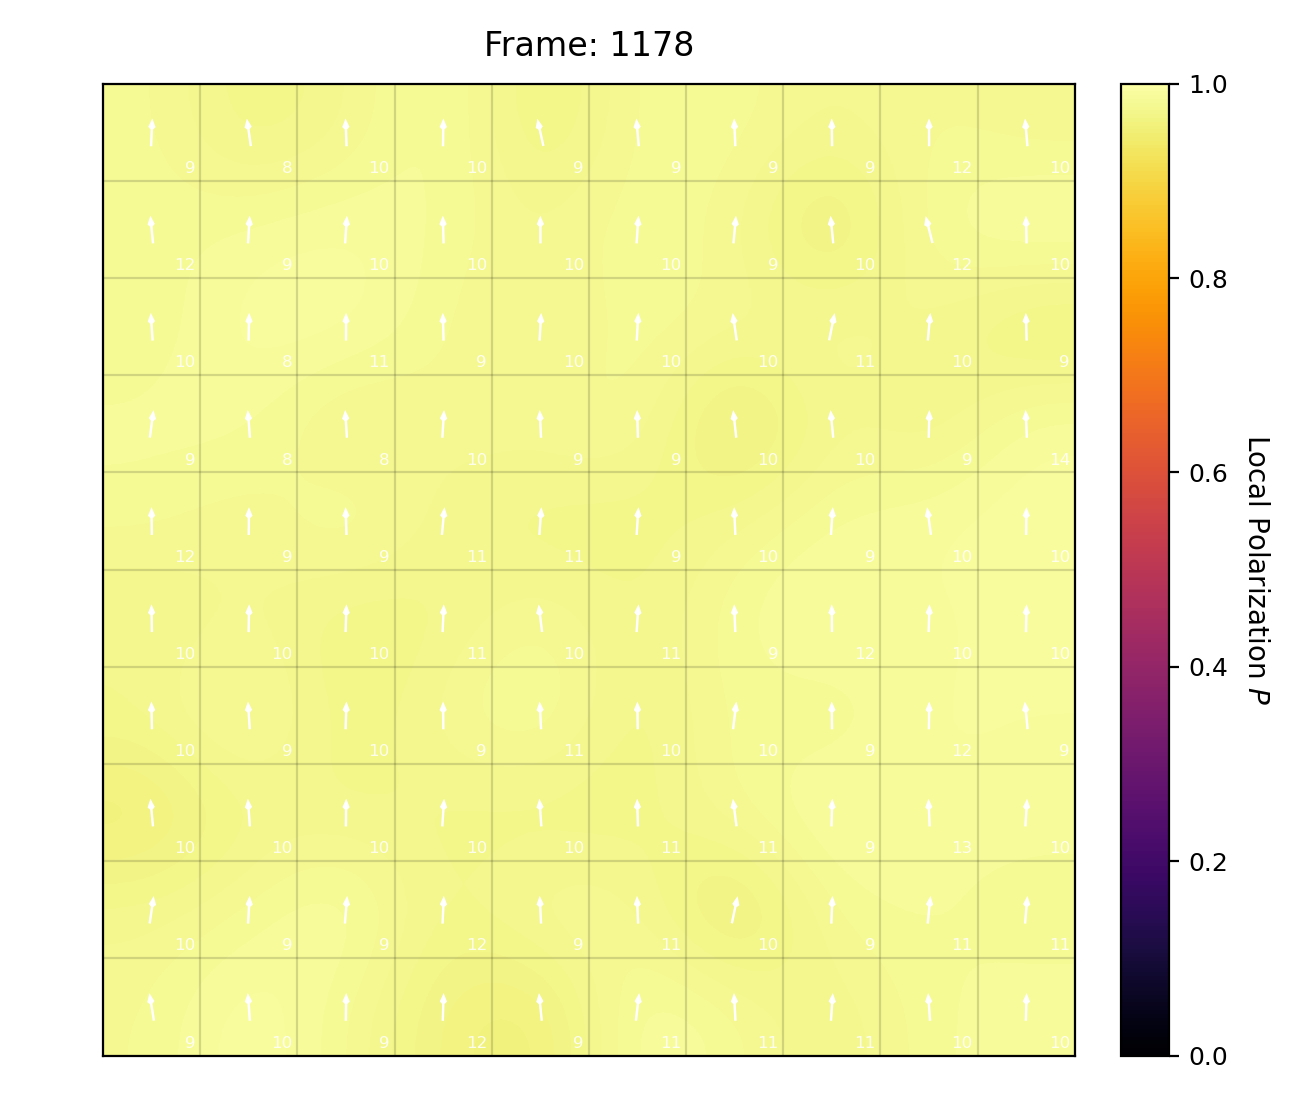 Frame: 1178
9 8 10 10 9 9 9 9 12 10
12 9 10 10 10 10 9 10 12 10
10 8 11 9 10 10 10 11 10 9
9 8 8 10 9 9 10 10 9 14
12 9 9 11 11 9 10 9 10 10
10 10 10 11 10 11 9 12 10 10
10 9 10 9 11 10 10 9 12 9
10 10 10 10 10 11 11 9 13 10
10 9 9 12 9 11 10 9 11 11
9 10 9 12 9 11 11 11 10 10
1.0
0.8
0.6
0.4
0.2
0.0
Local Polarization P